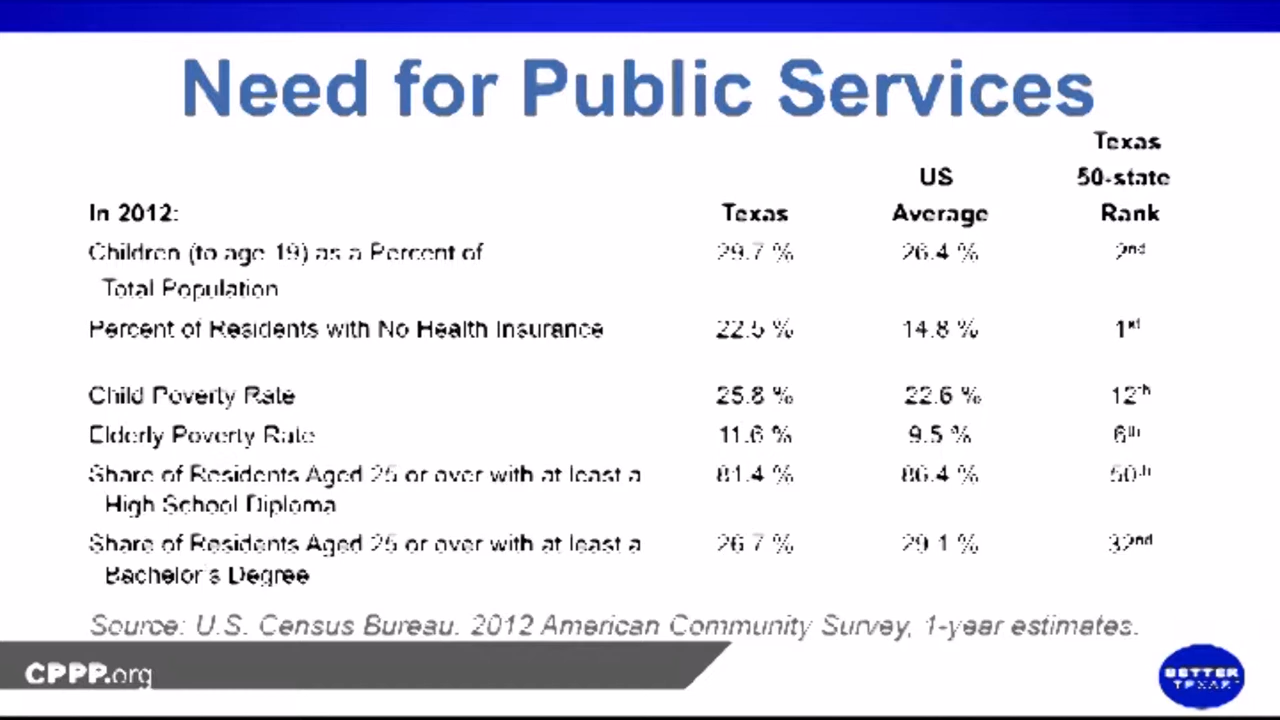 Need for Public Services
Texas
US 50-state
In 2012: Texas Average Rank
Children (to age 19) as a Percent of 29.7 % 26.4 % 2nd
Total Population
Percent of Residents with No Health Insurance 22.5 % 14.8 % 1st
Child Poverty Rate 25.8 % 22.6 % 12th
Elderly Poverty Rate 11.6 % 9.5 % 6th
Share of Residents Aged 25 or over with at least a 81.4 % 86.4 % 50th
High School Diploma
Share of Residents Aged 25 or over with at least a 26.7 % 29.1 % 32nd
Bachelor's Degree
Source: U.S. Census Bureau. 2012 American Community Survey, 1-year estimates.
CPPP.org
BETTER
TEXAS